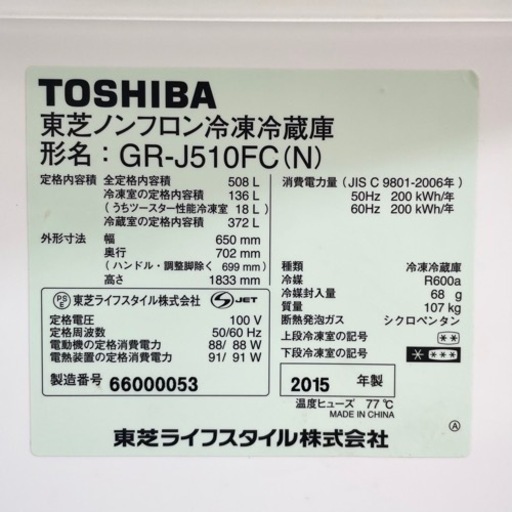 TOSHIBA
東芝ノンフロン冷凍冷蔵庫
形名：GR-J510FC(N)
定格内容積 全定格内容積 508 L
冷凍室の定格内容積 136 L
(うちツースター性能冷凍室 18 L)
冷蔵室の定格内容積 372 L
外形寸法 幅 650 mm
奥行 702 mm
(ハンドル・調整脚除く 699 mm)
高さ 1833 mm
消費電力量 (JIS C 9801-2006年)
50Hz 200 kWh/年
60Hz 200 kWh/年
種類 冷凍冷蔵庫
冷媒 R600a
冷媒封入量 68 g
質量 107 kg
断熱発泡ガス シクロペンタン
上段冷凍室の記号 ✱✱
下段冷凍室の記号 ✱ ✱✱✱
PS E 東芝ライフスタイル株式会社 S JET
定格電圧 100 V
定格周波数 50/60 Hz
電動機の定格消費電力 88/ 88 W
電熱装置の定格消費電力 91/ 91 W
製造番号 66000053
2015 年製
温度ヒューズ 77℃
MADE IN CHINA
東芝ライフスタイル株式会社
Ⓐ